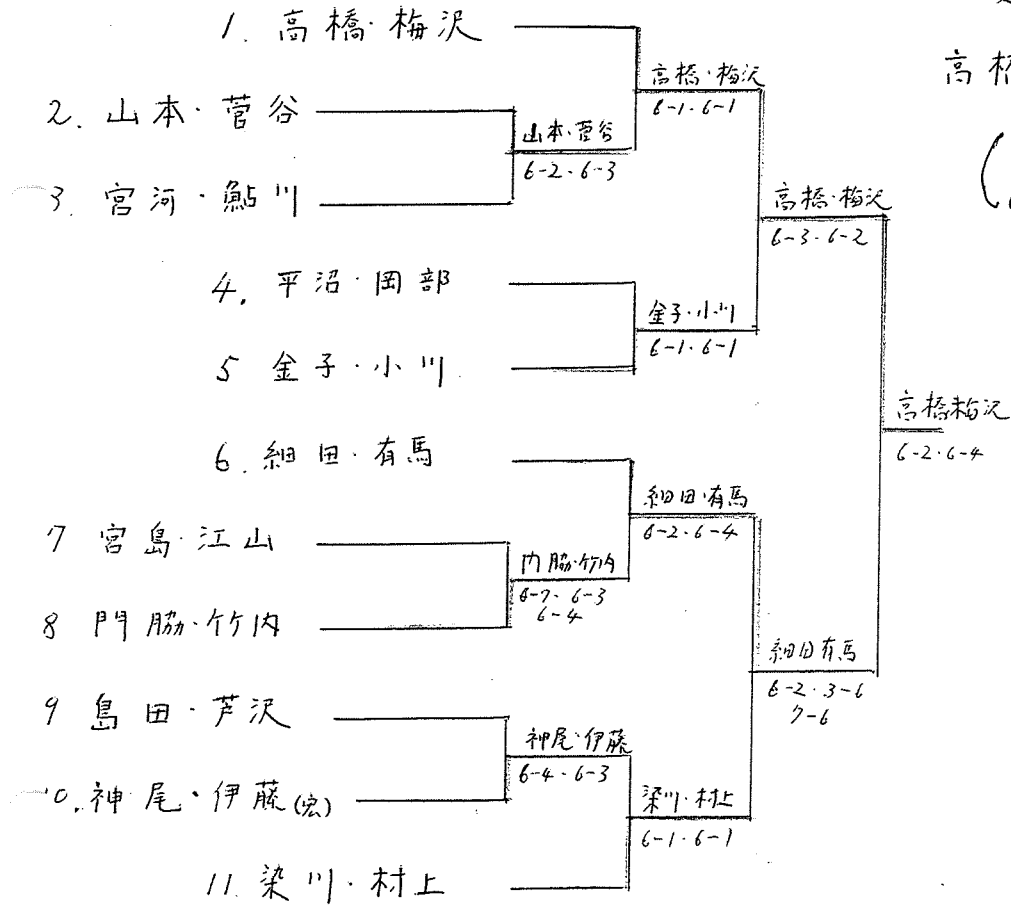 1. 高橋・梅沢
高橋・梅沢
6-1・6-1
高
2. 山本・菅谷
山本・菅谷
6-2・6-3
3. 宮河・鮎川
高橋・梅沢
6-3・6-2
4. 平沼・岡部
金子・小川
6-1・6-1
5 金子・小川
高橋梅沢
6-2・6-4
6. 細田・有馬
細田・有馬
6-2・6-4
7 宮島・江山
門脇・竹内
6-7・6-3
6-4
8 門脇・竹内
細田有馬
6-2・3-6
7-6
9 島田・芦沢
神尾・伊藤
6-4・6-3
10. 神尾・伊藤(宏)
染川・村上
6-1・6-1
11. 染川・村上